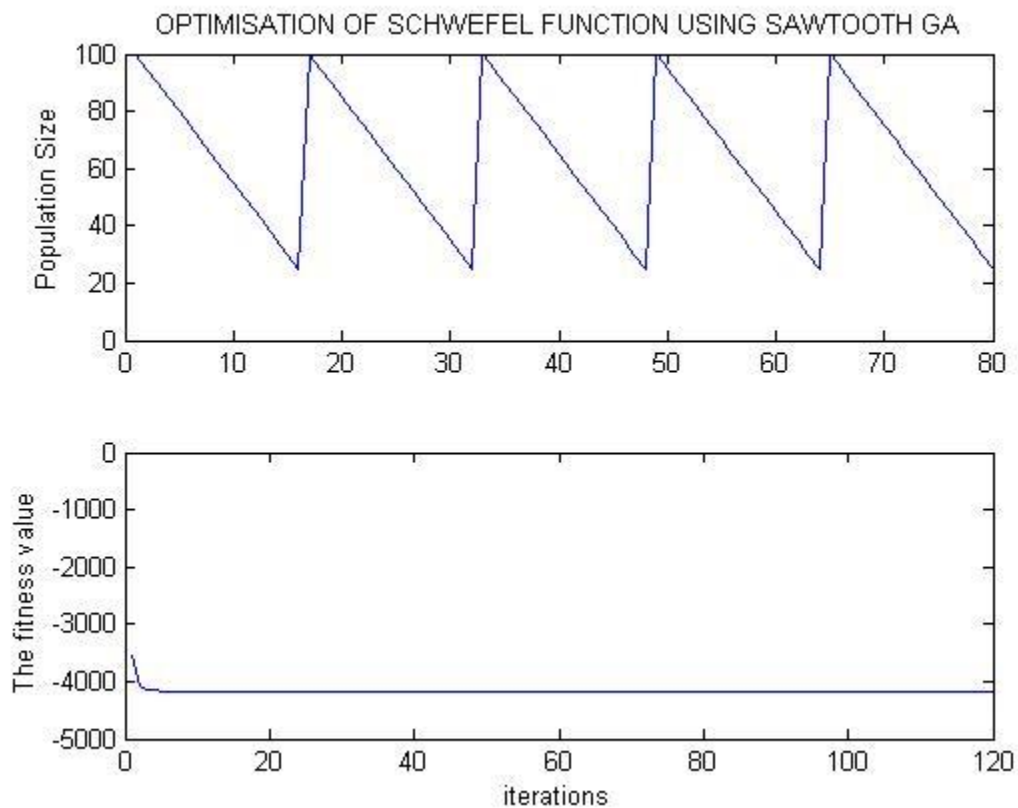 OPTIMISATION OF SCHWEFEL FUNCTION USING SAWTOOTH GA
Population Size
100
80
60
40
20
0
0 10 20 30 40 50 60 70 80
The fitness value
0
-1000
-2000
-3000
-4000
-5000
0 20 40 60 80 100 120
iterations